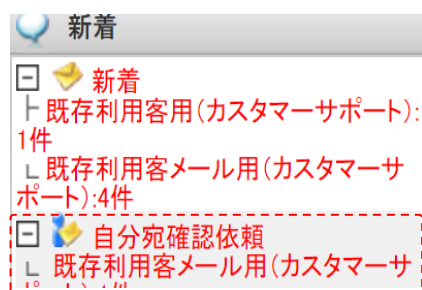 新着
新着
├既存利用客用(カスタマーサポート):
1件
└既存利用客メール用(カスタマーサ
ポート):4件
自分宛確認依頼
└ 既存利用客メール用(カスタマーサ